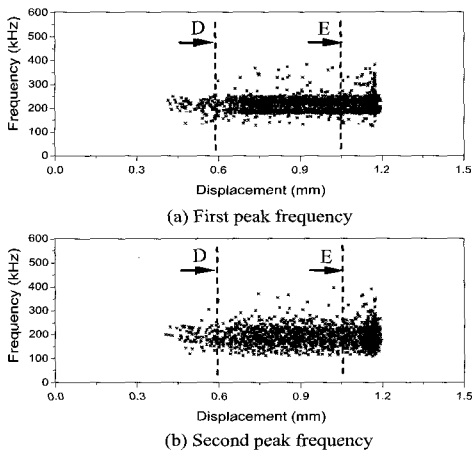 600
500
400
300
200
100
0
Frequency (kHz)
D
E
0.0 0.3 0.6 0.9 1.2 1.5
Displacement (mm)
(a) First peak frequency
600
500
400
300
200
100
0
Frequency (kHz)
D
E
0.0 0.3 0.6 0.9 1.2 1.5
Displacement (mm)
(b) Second peak frequency